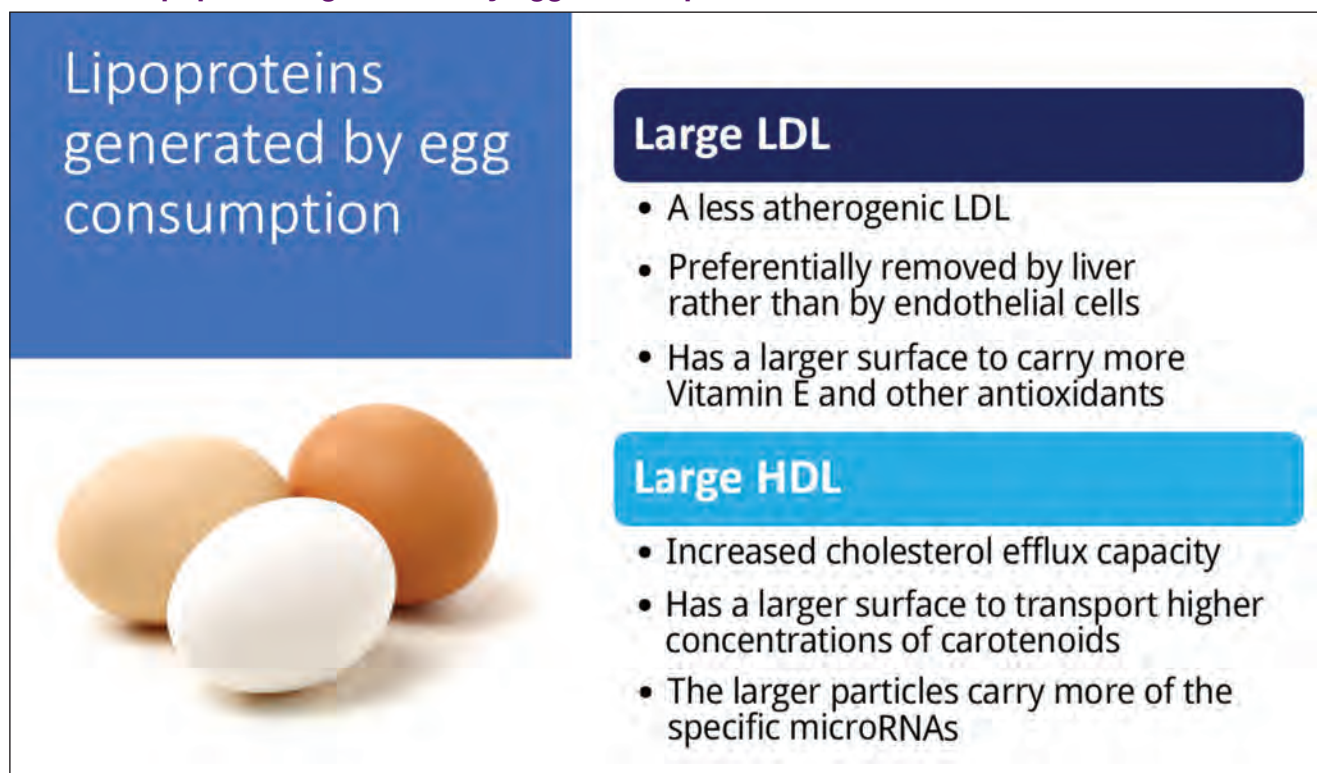 Lipoproteins
generated by egg
consumption
Large LDL
• A less atherogenic LDL
• Preferentially removed by liver
rather than by endothelial cells
• Has a larger surface to carry more
Vitamin E and other antioxidants
Large HDL
• Increased cholesterol efflux capacity
• Has a larger surface to transport higher
concentrations of carotenoids
• The larger particles carry more of the
specific microRNAs